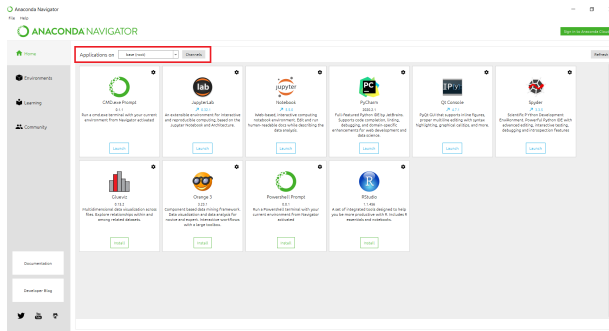 Anaconda Navigator
File Help
ANACONDA NAVIGATOR
Sign in to Anaconda Cloud
Home
Environments
Learning
Community
Documentation
Developer Blog
Applications on
base (root)
Channels
Refresh
CMD.exe Prompt
0.1.1
Run a cmd.exe terminal with your current
environment from Navigator activated
Launch
JupyterLab
An extensible environment for interactive
and reproducible computing, based on the
Jupyter Notebook and Architecture.
Launch
Notebook
Web-based, interactive computing
notebook environment. Edit and run
human-readable docs while describing the
data analysis.
Launch
PyCharm
Full-featured Python IDE by JetBrains.
Supports code completion, linting,
debugging, and domain-specific
enhancements for web development and
data science.
Launch
Qt Console
PyQt GUI that supports inline figures,
proper multiline editing with syntax
highlighting, graphical calltips, and more.
Launch
Spyder
Scientific PYthon Development
EnviRonment. Powerful Python IDE with
advanced editing, interactive testing,
debugging and introspection features
Launch
Glueviz
Multidimensional data visualization across
files. Explore relationships within and
among related datasets.
Install
Orange 3
Component based data mining framework.
Data visualization and data analysis for
novice and expert. Interactive workflows
with a large toolbox.
Install
Powershell Prompt
0.0.1
Run a Powershell terminal with your
current environment from Navigator
activated
Install
RStudio
1.1.456
A set of integrated tools designed to help
you be more productive with R. Includes R
essentials and notebooks.
Install